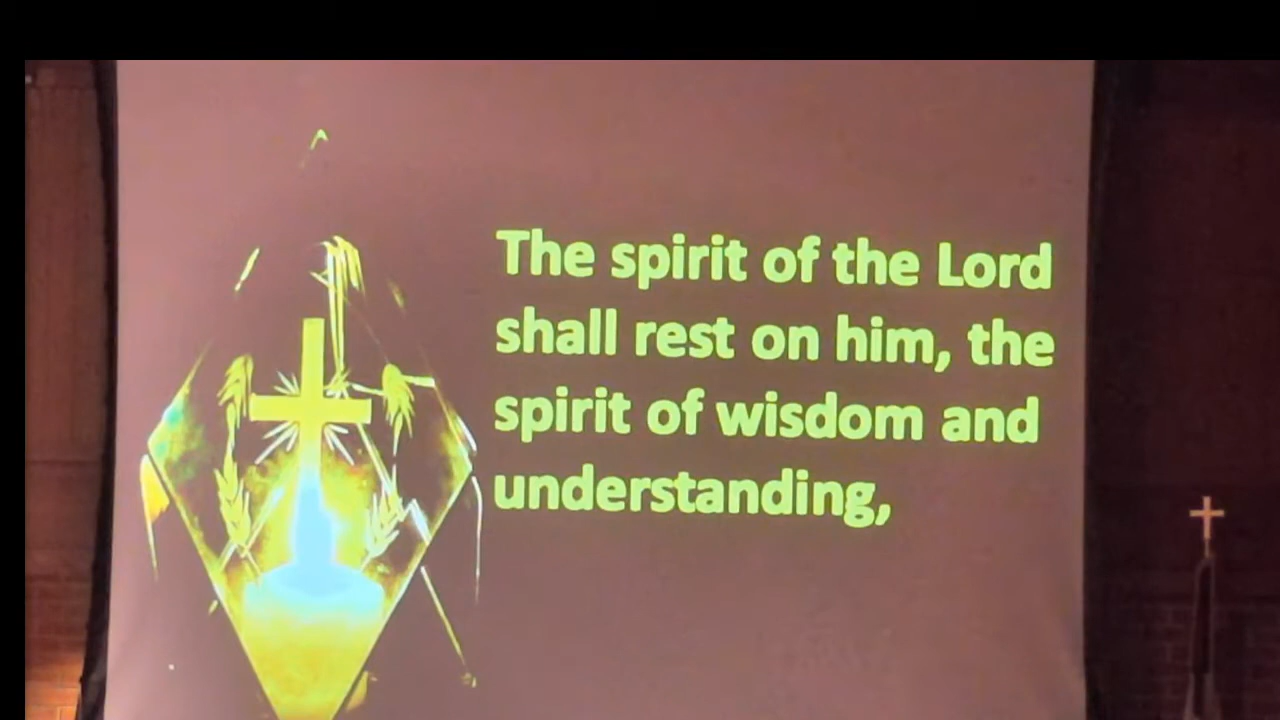 The spirit of the Lord
shall rest on him, the
spirit of wisdom and
understanding,